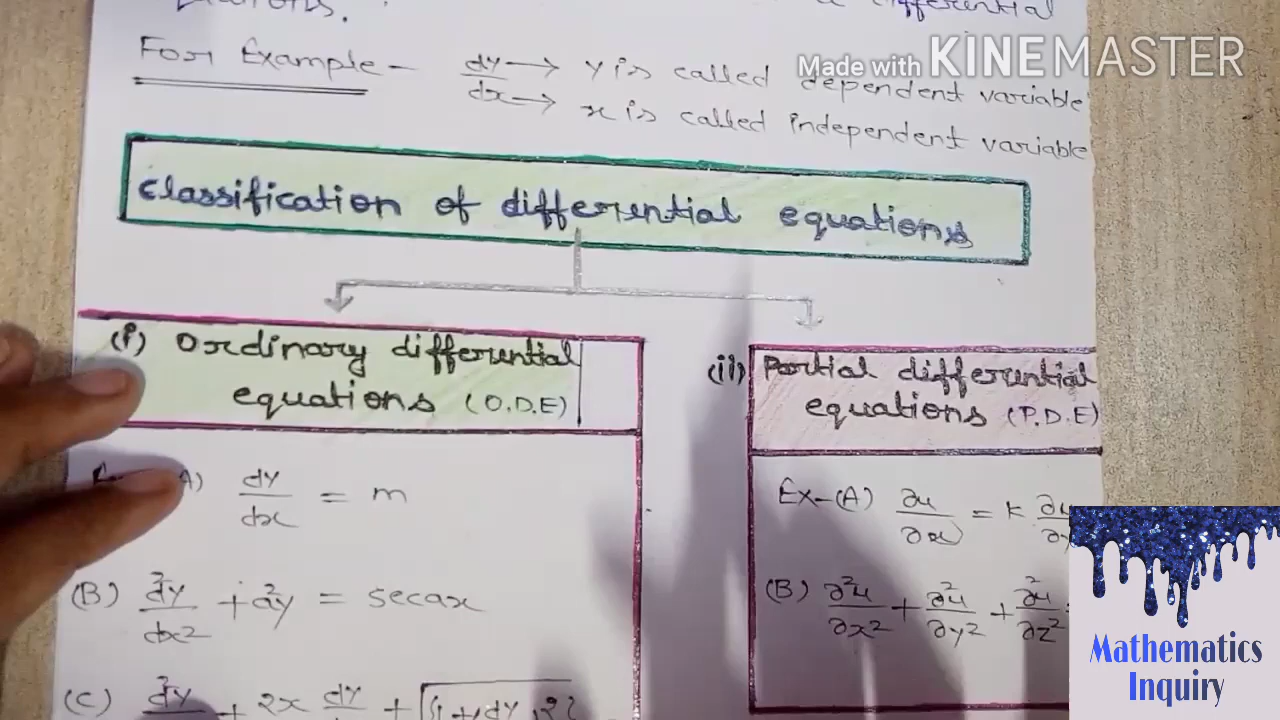 differential
For Example - dy/dx → y is called dependent variable
→ x is called independent variable
Made with KINEMASTER
Classification of differential equations
(i) Ordinary differential
equations (O.D.E)
(ii) Partial differential
equations (P.D.E)
A) dy/dx = m
Ex-(A) ∂u/∂x = K
(B) d²y/dx² + a²y = secax
(B) ∂²u/∂x² + ∂²u/∂y² + ∂²u/∂z²
(C) + 2x
Mathematics
Inquiry